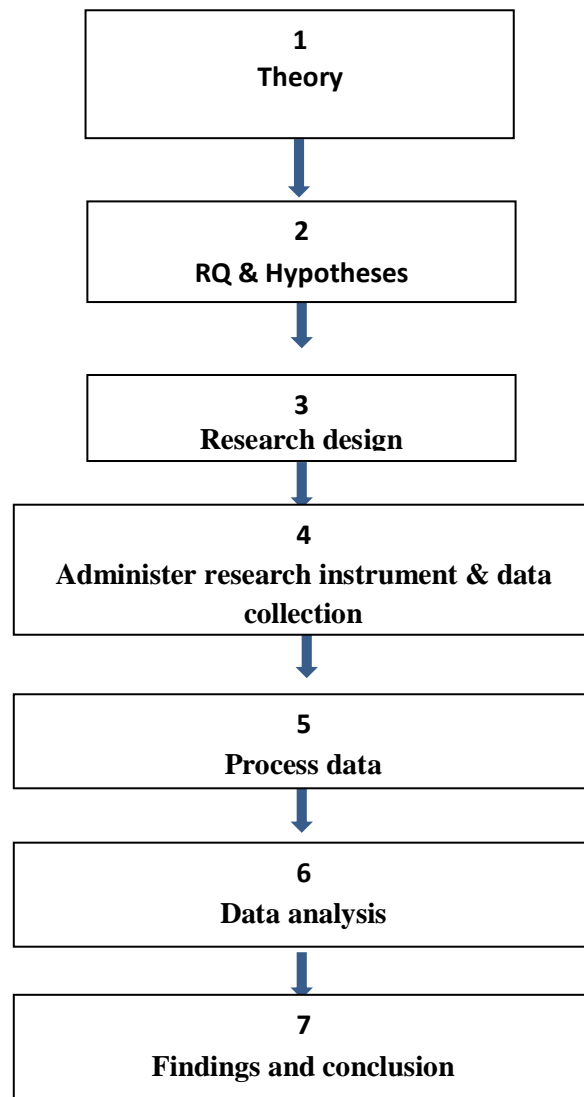 1
Theory
2
RQ & Hypotheses
3
Research design
4
Administer research instrument & data
collection
5
Process data
6
Data analysis
7
Findings and conclusion